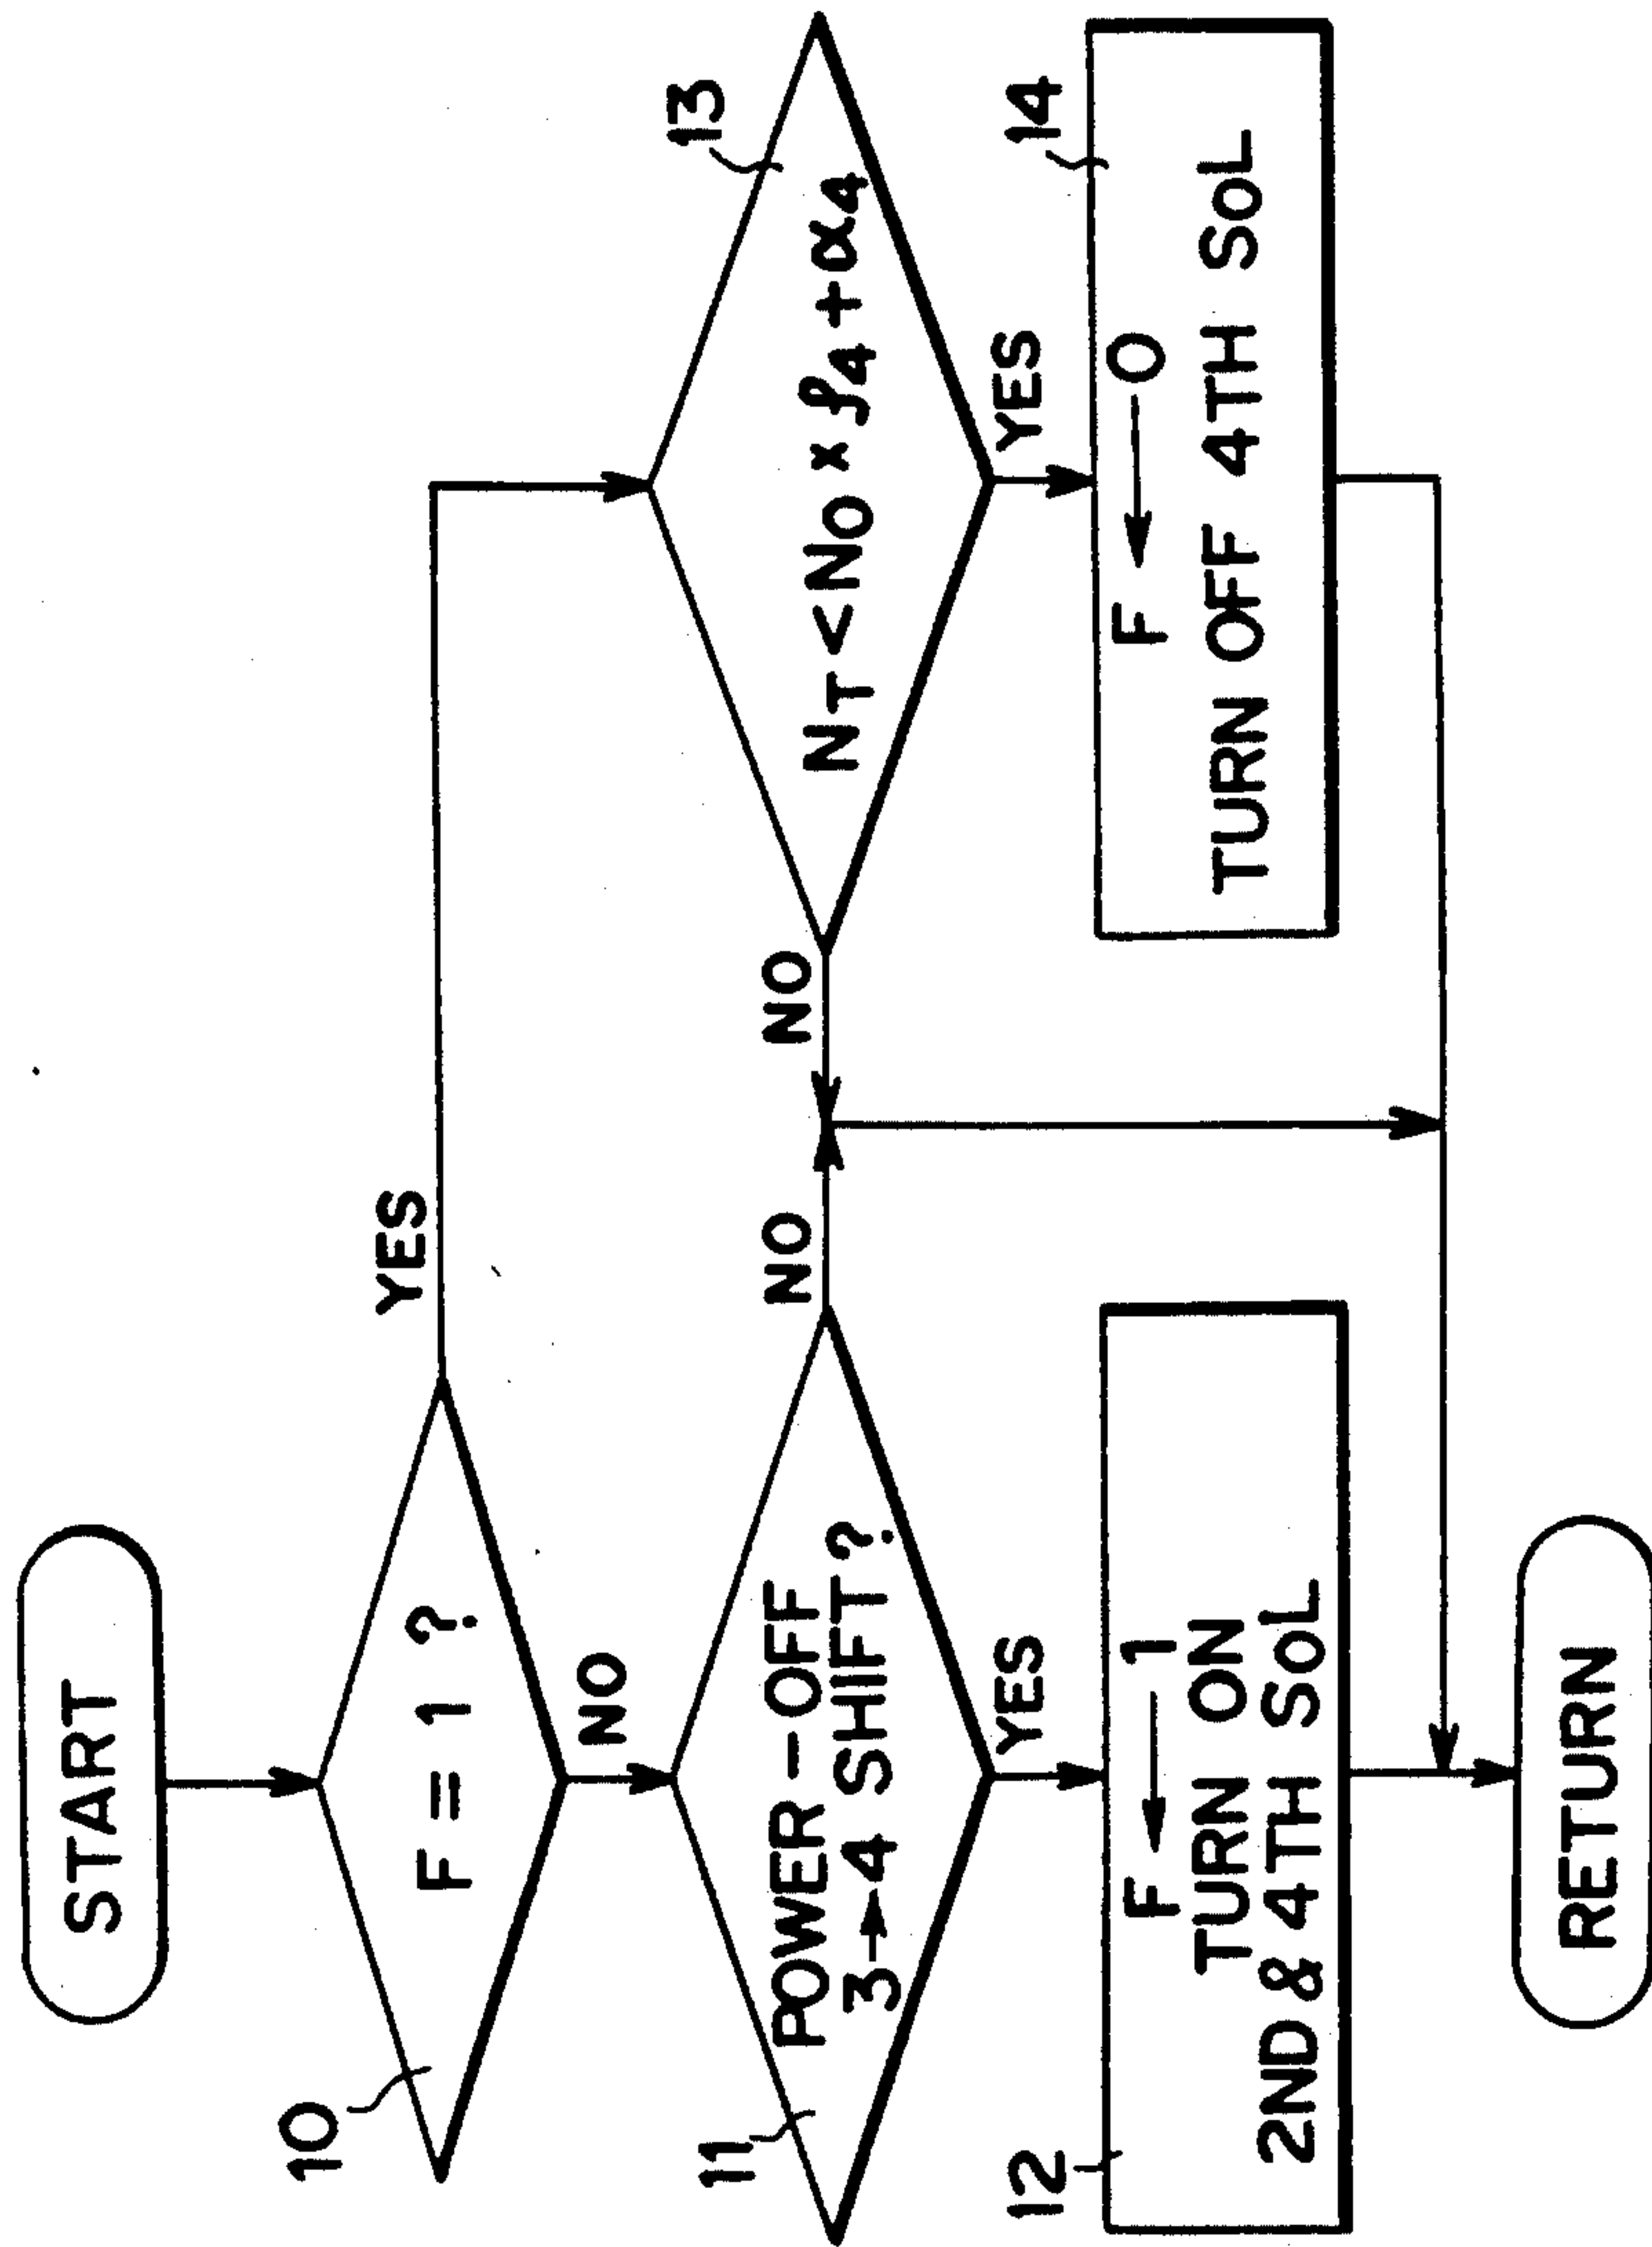 START
10
F = 1 ?
YES
NO
11
POWER-OFF
3→4 SHIFT?
NO
YES
12
F ← 1
TURN ON
2ND & 4TH SOL
13
NT < NO × ρ4 + α4
NO
YES
14
F ← 0
TURN OFF 4TH SOL
RETURN